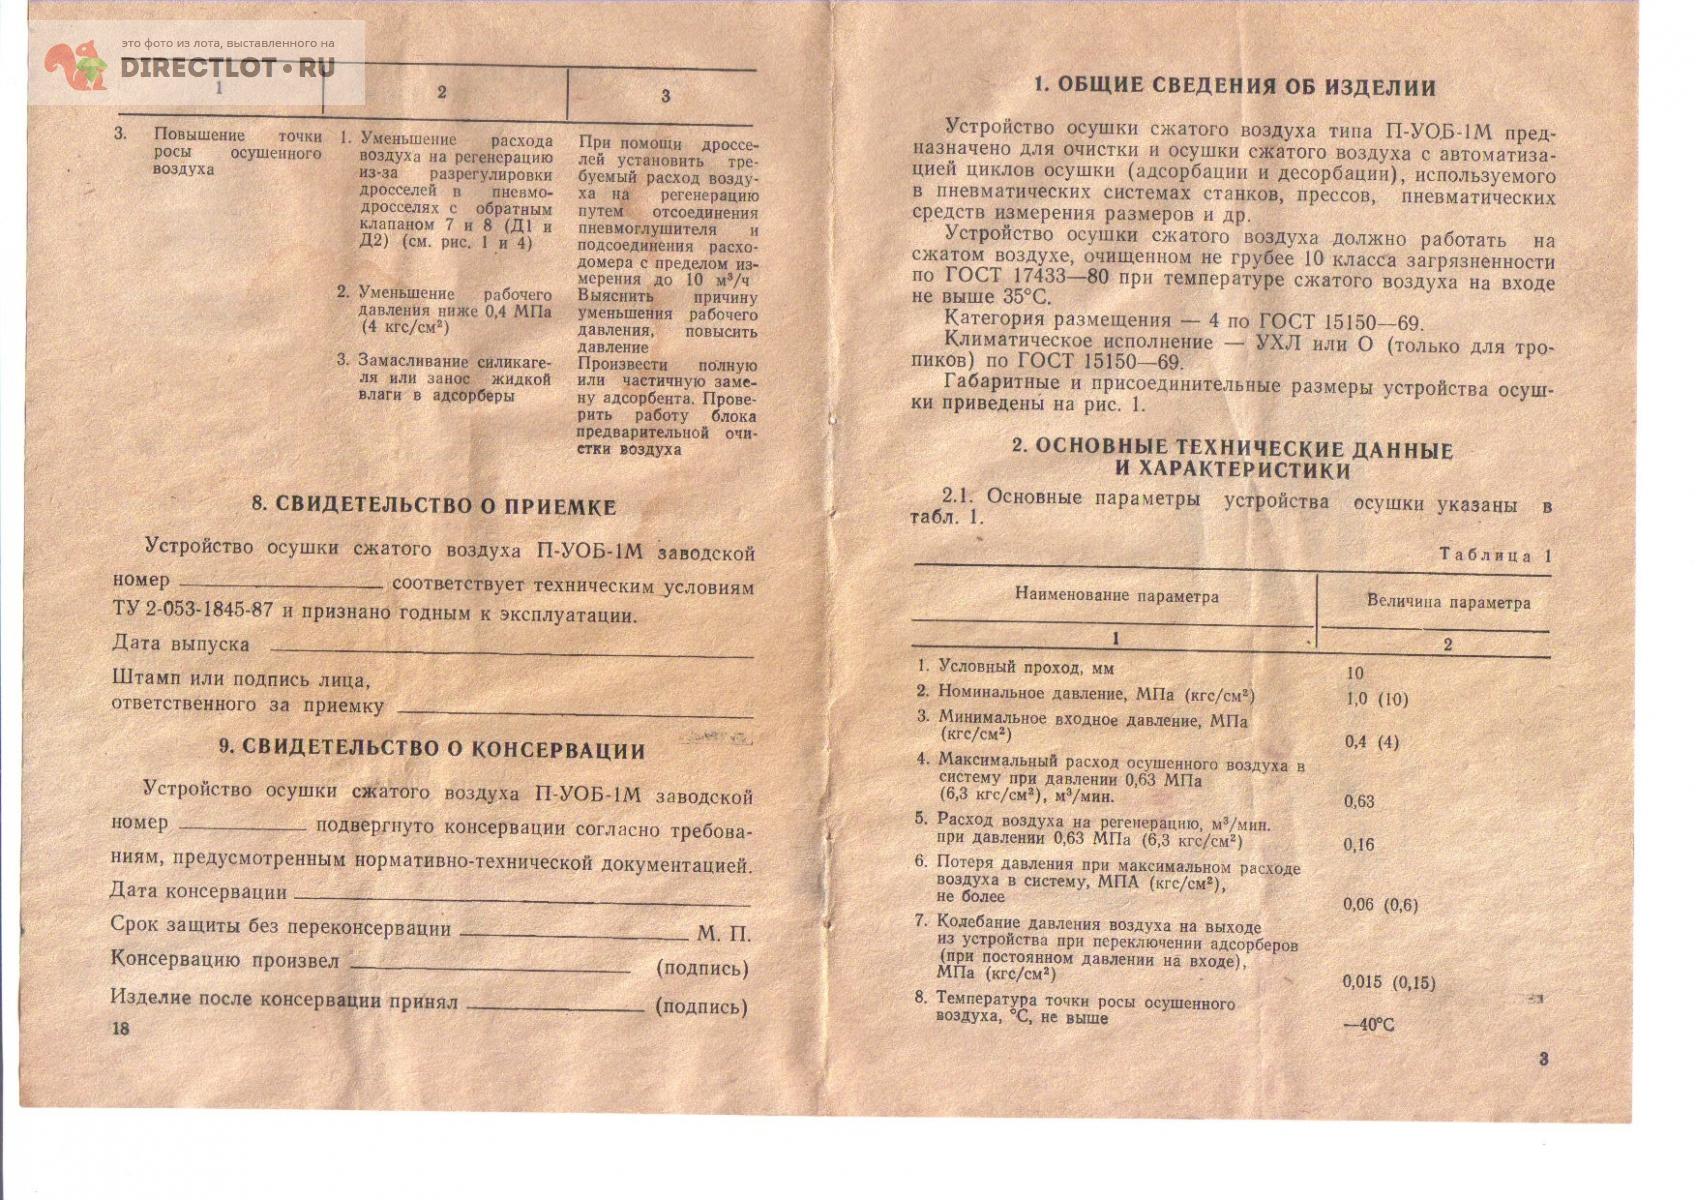 это фото из лота, выставленного на
DIRECTLOT.RU
1 2 3
3. Повышение точки
росы осушенного
воздуха
1. Уменьшение расхода
воздуха на регенерацию
из-за разрегулировки
дросселей в пневмо-
дросселях с обратным
клапаном 7 и 8 (Д1 и
Д2) (см. рис. 1 и 4)
При помощи дроссе-
лей установить тре-
буемый расход возду-
ха на регенерацию
путем отсоединения
пневмоглушителя и
подсоединения расхо-
домера с пределом из-
мерения до 10 м³/ч
2. Уменьшение рабочего
давления ниже 0,4 МПа
(4 кгс/см²)
Выяснить причину
уменьшения рабочего
давления, повысить
давление
3. Замасливание силикаге-
ля или занос жидкой
влаги в адсорберы
Произвести полную
или частичную заме-
ну адсорбента. Прове-
рить работу блока
предварительной очи-
стки воздуха
8. СВИДЕТЕЛЬСТВО О ПРИЕМКЕ
Устройство осушки сжатого воздуха П-УОБ-1М заводской
номер соответствует техническим условиям
ТУ 2-053-1845-87 и признано годным к эксплуатации.
Дата выпуска
Штамп или подпись лица,
ответственного за приемку
9. СВИДЕТЕЛЬСТВО О КОНСЕРВАЦИИ
Устройство осушки сжатого воздуха П-УОБ-1М заводской
номер подвергнуто консервации согласно требова-
ниям, предусмотренным нормативно-технической документацией.
Дата консервации
Срок защиты без переконсервации М. П.
Консервацию произвел (подпись)
Изделие после консервации принял (подпись)
18
1. ОБЩИЕ СВЕДЕНИЯ ОБ ИЗДЕЛИИ
Устройство осушки сжатого воздуха типа П-УОБ-1М пред-
назначено для очистки и осушки сжатого воздуха с автоматиза-
цией циклов осушки (адсорбации и десорбации), используемого
в пневматических системах станков, прессов, пневматических
средств измерения размеров и др.
Устройство осушки сжатого воздуха должно работать на
сжатом воздухе, очищенном не грубее 10 класса загрязненности
по ГОСТ 17433—80 при температуре сжатого воздуха на входе
не выше 35°С.
Категория размещения — 4 по ГОСТ 15150—69.
Климатическое исполнение — УХЛ или О (только для тро-
пиков) по ГОСТ 15150—69.
Габаритные и присоединительные размеры устройства осуш-
ки приведены на рис. 1.
2. ОСНОВНЫЕ ТЕХНИЧЕСКИЕ ДАННЫЕ
И ХАРАКТЕРИСТИКИ
2.1. Основные параметры устройства осушки указаны в
табл. 1.
Таблица 1
Наименование параметра Величина параметра
1 2
1. Условный проход, мм 10
2. Номинальное давление, МПа (кгс/см²) 1,0 (10)
3. Минимальное входное давление, МПа
(кгс/см²) 0,4 (4)
4. Максимальный расход осушенного воздуха в
систему при давлении 0,63 МПа
(6,3 кгс/см²), м³/мин. 0,63
5. Расход воздуха на регенерацию, м³/мин.
при давлении 0,63 МПа (6,3 кгс/см²) 0,16
6. Потеря давления при максимальном расходе
воздуха в систему, МПА (кгс/см²),
не более 0,06 (0,6)
7. Колебание давления воздуха на выходе
из устройства при переключении адсорберов
(при постоянном давлении на входе),
МПа (кгс/см²) 0,015 (0,15)
8. Температура точки росы осушенного
воздуха, °С, не выше —40°С
3